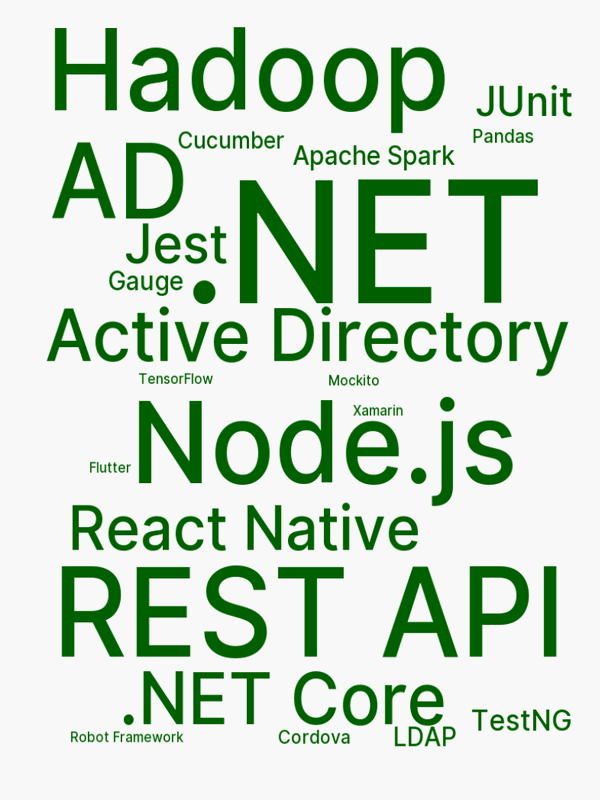 Hadoop
JUnit
Cucumber
Pandas
Apache Spark
AD
.NET
Jest
Gauge
Active Directory
TensorFlow
Mockito
Xamarin
Node.js
Flutter
React Native
REST API
.NET Core
TestNG
Robot Framework
Cordova
LDAP